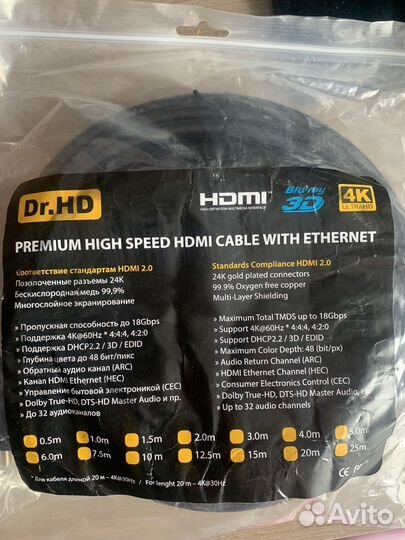 Dr.HD
HDMI
HIGH-DEFINITION MULTIMEDIA INTERFACE
Blu-ray
3D
4K
ULTRA HD
PREMIUM HIGH SPEED HDMI CABLE WITH ETHERNET
Соответствие стандартам HDMI 2.0
Позолоченные разъемы 24K
Бескислородная медь 99,9%
Многослойное экранирование
» Пропускная способность до 18Gbps
» Поддержка 4K@60Hz * 4:4:4, 4:2:0
» Поддержка DHCP2.2 / 3D / EDID
» Глубина цвета до 48 бит/пикс
» Обратный аудио канал (ARC)
» Канал HDMI Ethernet (HEC)
» Управление бытовой электроникой (CEC)
» Dolby True-HD, DTS-HD Master Audio и пр.
» До 32 аудиоканалов
Standards Compliance HDMI 2.0
24K gold plated connectors
99.9% Oxygen free copper
Multi-Layer Shielding
» Maximum Total TMDS up to 18Gbps
» Support 4K@60Hz * 4:4:4, 4:2:0
» Support DHCP2.2 / 3D / EDID
» Maximum Color Depth: 48 (bit/px)
» Audio Return Channel (ARC)
» HDMI Ethernet Channel (HEC)
» Consumer Electronics Control (CEC)
» Dolby True-HD, DTS-HD Master Audio, etc
» Up to 32 audio channels
0.5m 1.0m 1.5m 2.0m 3.0m 4.0m 5.0m
6.0m 7.5m 10 m 12.5m 15m 20m 25m
* Для кабеля длиной 20 м – 4K@30Hz / For lenght 20 m – 4K@30Hz
CE FC
Avito